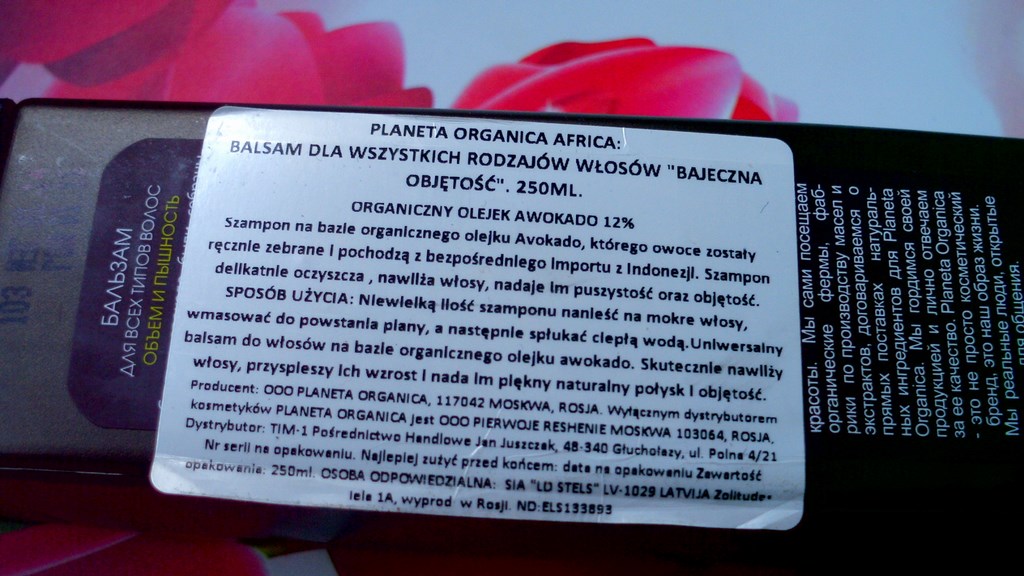 PLANETA ORGANICA AFRICA:
BALSAM DLA WSZYSTKICH RODZAJÓW WŁOSÓW "BAJECZNA
OBJĘTOŚĆ". 250ML.
ORGANICZNY OLEJEK AWOKADO 12%
Szampon na bazie organicznego olejku Avokado, którego owoce zostały
ręcznie zebrane i pochodzą z bezpośredniego importu z Indonezji. Szampon
delikatnie oczyszcza , nawilża włosy, nadaje im puszystość oraz objętość.
SPOSÓB UŻYCIA: Niewielką ilość szamponu nanieść na mokre włosy,
wmasować do powstania plany, a następnie spłukać ciepłą wodą.Uniwersalny
balsam do włosów na bazie organicznego olejku awokado. Skutecznie nawilży
włosy, przyspieszy ich wzrost i nada im piękny naturalny połysk i objętość.
Producent: OOO PLANETA ORGANICA, 117042 MOSKWA, ROSJA. Wyłącznym dystrybutorem
kosmetyków PLANETA ORGANICA jest OOO PIERWOJE RESHENIE MOSKWA 103064, ROSJA,
Dystrybutor: TIM-1 Pośrednictwo Handlowe Jan Juszczak, 48-340 Głuchołazy, ul. Polna 4/21
Nr serii na opakowaniu. Najlepiej zużyć przed końcem: data na opakowaniu Zawartość
opakowania: 250ml. OSOBA ODPOWIEDZIALNA: SIA "LD STELS" LV-1029 LATVIJA Zolitude-
iela 1A, wyprod. w Rosji. ND:ELS133893
БАЛЬЗАМ
ДЛЯ ВСЕХ ТИПОВ ВОЛОС
ОБЪЕМ И ПЫШНОСТЬ
красоты. Мы сами посещаем
органические фермы, фаб-
рики по производству масел и
экстрактов, договариваемся о
прямых поставках натураль-
ных ингредиентов для Planeta
Organica. Мы гордимся своей
продукцией и лично отвечаем
за ее качество. Planeta Organica
- это не просто косметический
бренд, это наш образ жизни.
Мы реальные люди, открытые
для общения